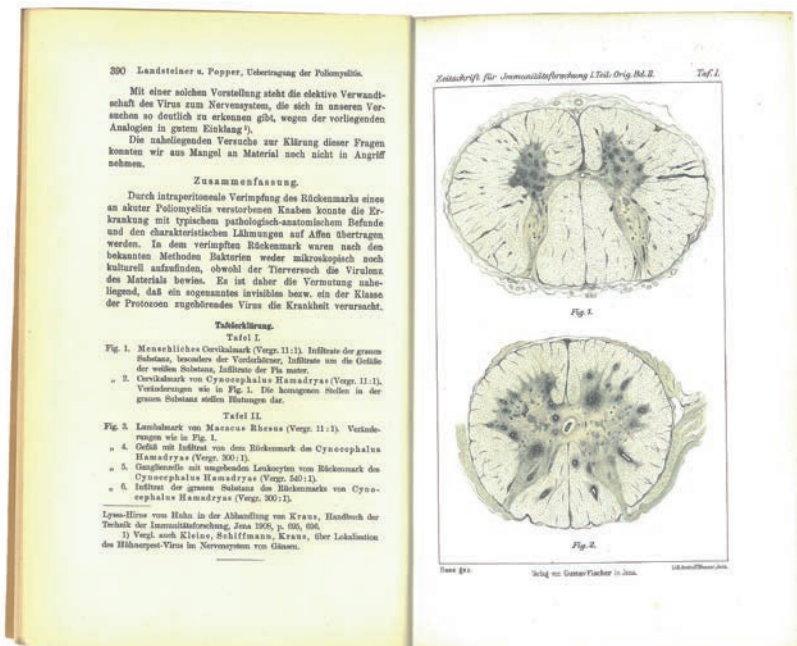 390 Landsteiner u. Popper, Uebertragung der Poliomyelitis.
Mit einer solchen Vorstellung steht die elektive Verwandt-
schaft des Virus zum Nervensystem, die sich in unseren Ver-
suchen so deutlich zu erkennen gibt, wegen der vorliegenden
Analogien in gutem Einklang ¹).
Die naheliegenden Versuche zur Klärung dieser Fragen
konnten wir aus Mangel an Material noch nicht in Angriff
nehmen.
Zusammenfassung.
Durch intraperitoneale Verimpfung des Rückenmarks eines
an akuter Poliomyelitis verstorbenen Knaben konnte die Er-
krankung mit typischem pathologisch-anatomischem Befunde
und den charakteristischen Lähmungen auf Affen übertragen
werden. In dem verimpften Rückenmark waren nach den
bekannten Methoden Bakterien weder mikroskopisch noch
kulturell aufzufinden, obwohl der Tierversuch die Virulenz
des Materials bewies. Es ist daher die Vermutung nahe-
liegend, daß ein sogenanntes invisibles bezw. ein der Klasse
der Protozoen zugehörendes Virus die Krankheit verursacht.
Tafelerklärung.
Tafel I.
Fig. 1. Menschliches Cervikalmark (Vergr. 11:1). Infiltrate der grauen
Substanz, besonders der Vorderhörner, Infiltrate um die Gefäße
der weißen Substanz, Infiltrate der Pia mater.
„ 2. Cervikalmark von Cynocephalus Hamadryas (Vergr. 11:1).
Veränderungen wie in Fig. 1. Die homogenen Stellen in der
grauen Substanz stellen Blutungen dar.
Tafel II.
Fig. 3. Lumbalmark von Macacus Rhesus (Vergr. 11:1). Verände-
rungen wie in Fig. 1.
„ 4. Gefäß mit Infiltrat von dem Rückenmark des Cynocephalus
Hamadryas (Vergr. 300:1).
„ 5. Ganglienzelle mit umgebenden Leukocyten vom Rückenmark des
Cynocephalus Hamadryas (Vergr. 540:1).
„ 6. Infiltrat der grauen Substanz des Rückenmarks von Cyno-
cephalus Hamadryas (Vergr. 300:1).
Lyssa-Hirns vom Huhn in der Abhandlung von Kraus, Handbuch der
Technik der Immunitätsforschung, Jena 1908, p. 695, 696.
1) Vergl. auch Kleine, Schiffmann, Kraus, über Lokalisation
des Hühnerpest-Virus im Nervensystem von Gänsen.
Zeitschrift für Immunitätsforschung I. Teil: Orig. Bd. II. Taf. I.
Fig. 1.
Fig. 2.
Verlag von Gustav Fischer in Jena.